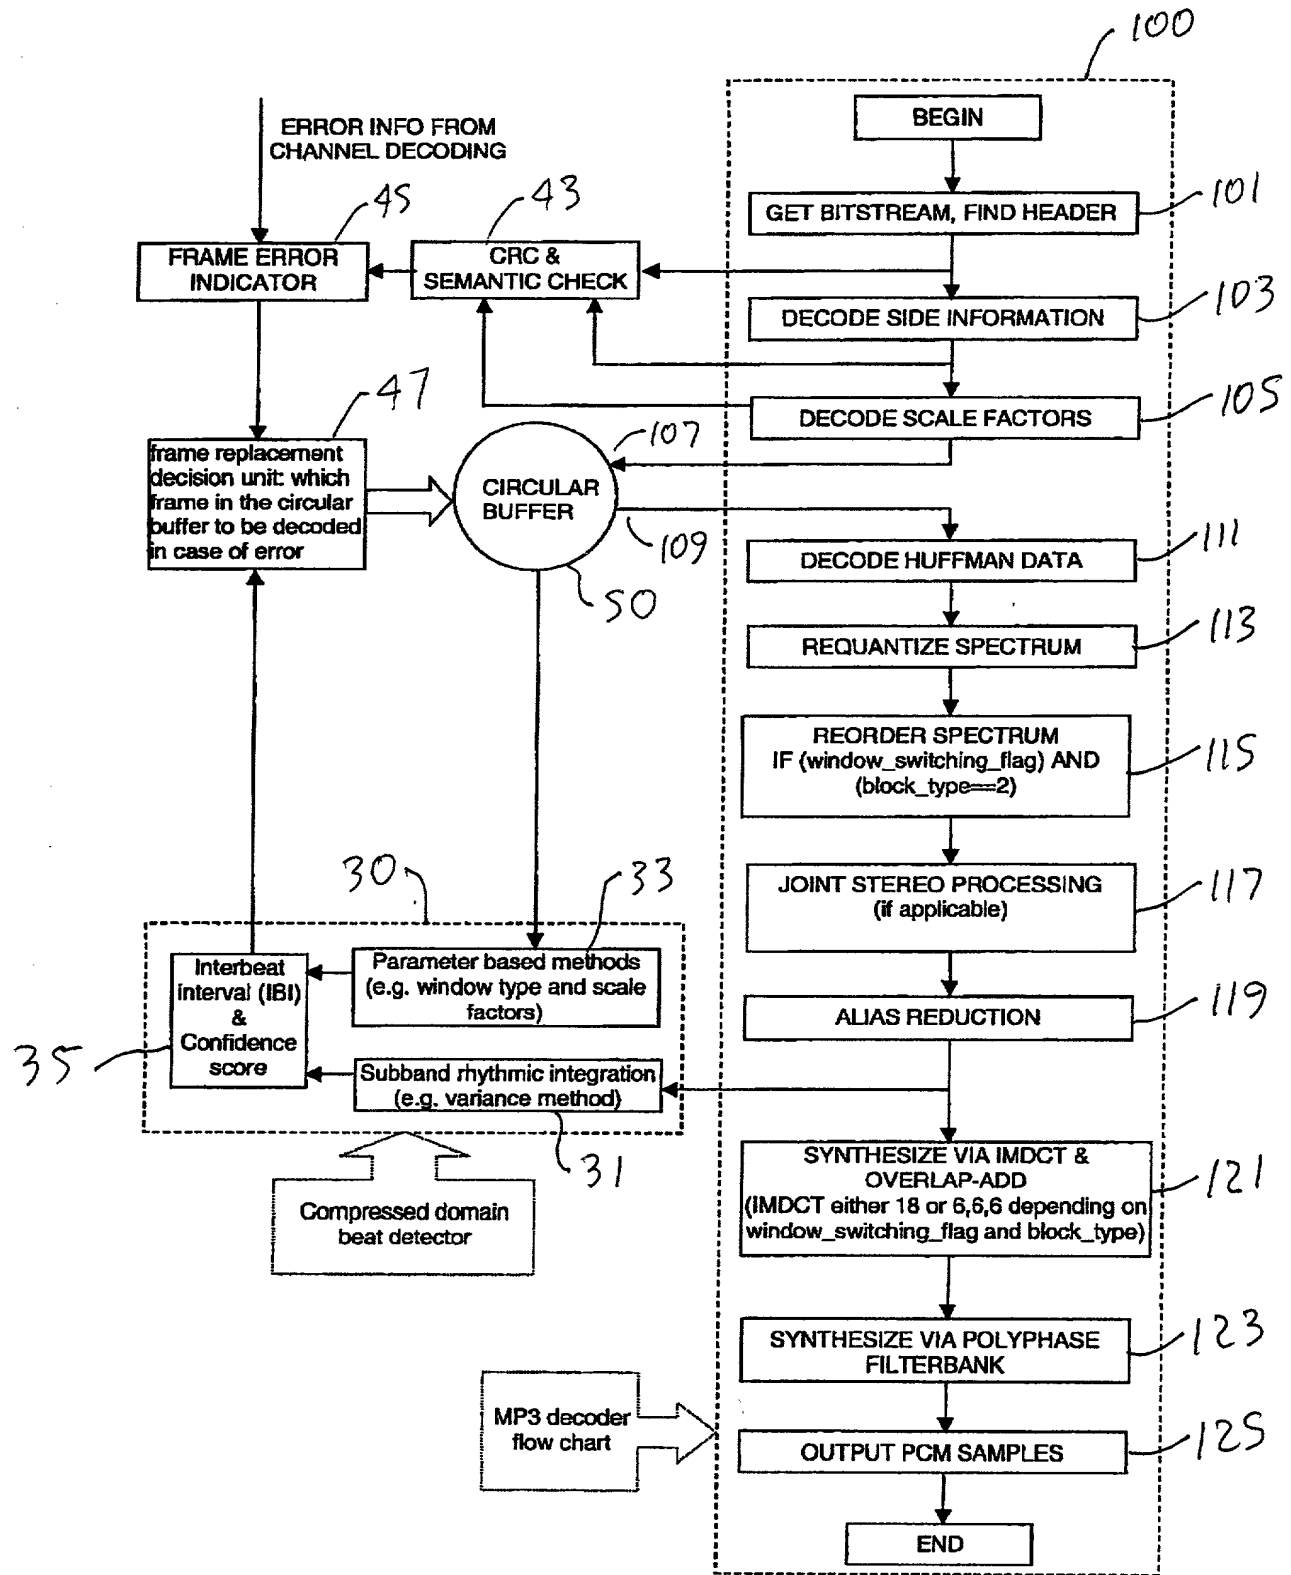 100
BEGIN
ERROR INFO FROM
CHANNEL DECODING
101
GET BITSTREAM, FIND HEADER
45
43
FRAME ERROR
INDICATOR
CRC &
SEMANTIC CHECK
103
DECODE SIDE INFORMATION
47
105
DECODE SCALE FACTORS
107
frame replacement
decision unit: which
frame in the circular
buffer to be decoded
in case of error
CIRCULAR
BUFFER
109
50
111
DECODE HUFFMAN DATA
113
REQUANTIZE SPECTRUM
REORDER SPECTRUM
IF (window_switching_flag) AND
(block_type==2)
115
30
33
JOINT STEREO PROCESSING
(if applicable)
117
Interbeat
interval (IBI)
&
Confidence
score
35
Parameter based methods
(e.g. window type and scale
factors)
ALIAS REDUCTION
119
Subband rhythmic integration
(e.g. variance method)
31
SYNTHESIZE VIA IMDCT &
OVERLAP-ADD
(IMDCT either 18 or 6,6,6 depending on
window_switching_flag and block_type)
121
Compressed domain
beat detector
SYNTHESIZE VIA POLYPHASE
FILTERBANK
123
MP3 decoder
flow chart
OUTPUT PCM SAMPLES
125
END